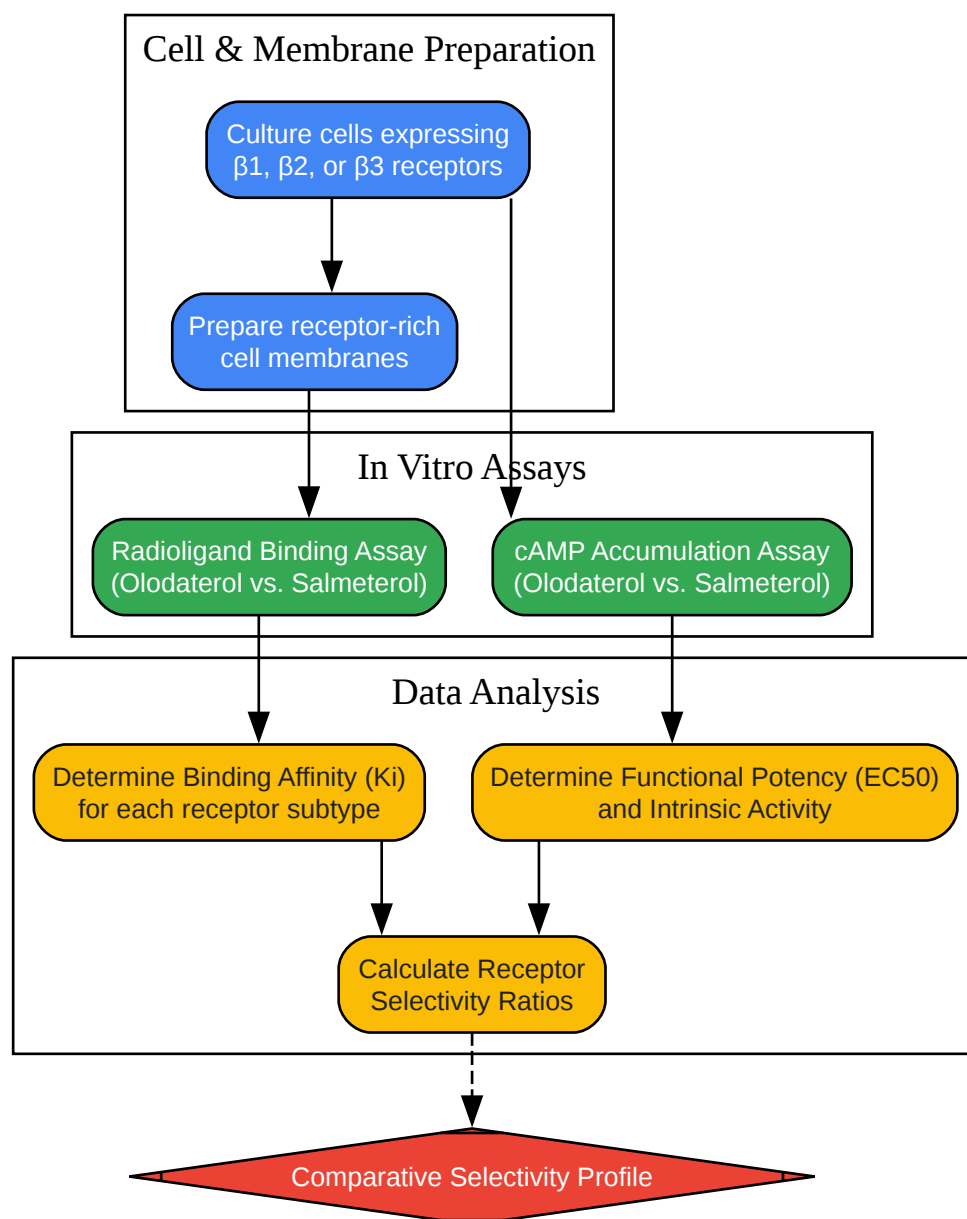 Cell & Membrane Preparation
Culture cells expressing
β1, β2, or β3 receptors
Prepare receptor-rich
cell membranes
In Vitro Assays
Radioligand Binding Assay
(Olodaterol vs. Salmeterol)
cAMP Accumulation Assay
(Olodaterol vs. Salmeterol)
Data Analysis
Determine Binding Affinity (Ki)
for each receptor subtype
Determine Functional Potency (EC50)
and Intrinsic Activity
Calculate Receptor
Selectivity Ratios
Comparative Selectivity Profile